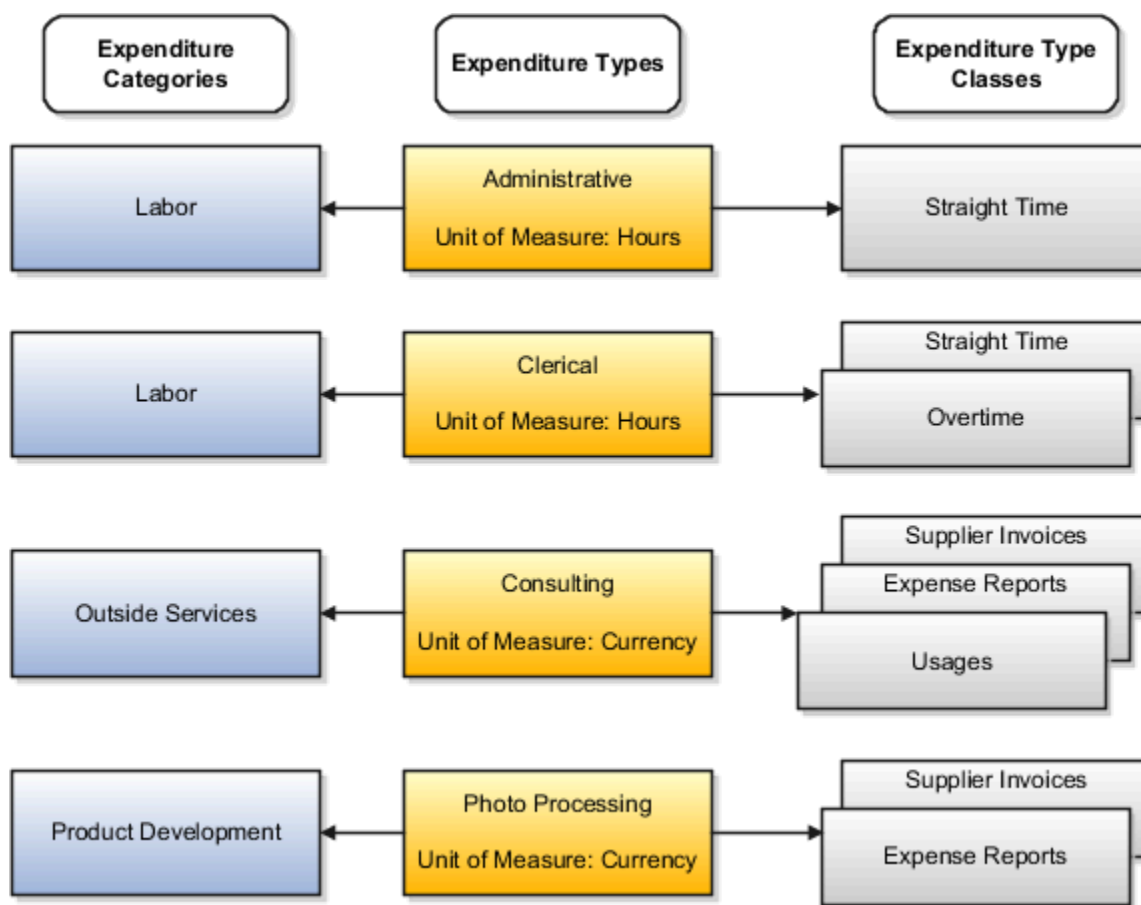 Expenditure
Categories
Expenditure Types
Expenditure Type
Classes
Labor
Administrative
Unit of Measure: Hours
Straight Time
Labor
Clerical
Unit of Measure: Hours
Straight Time
Overtime
Outside Services
Consulting
Unit of Measure: Currency
Supplier Invoices
Expense Reports
Usages
Product Development
Photo Processing
Unit of Measure: Currency
Supplier Invoices
Expense Reports